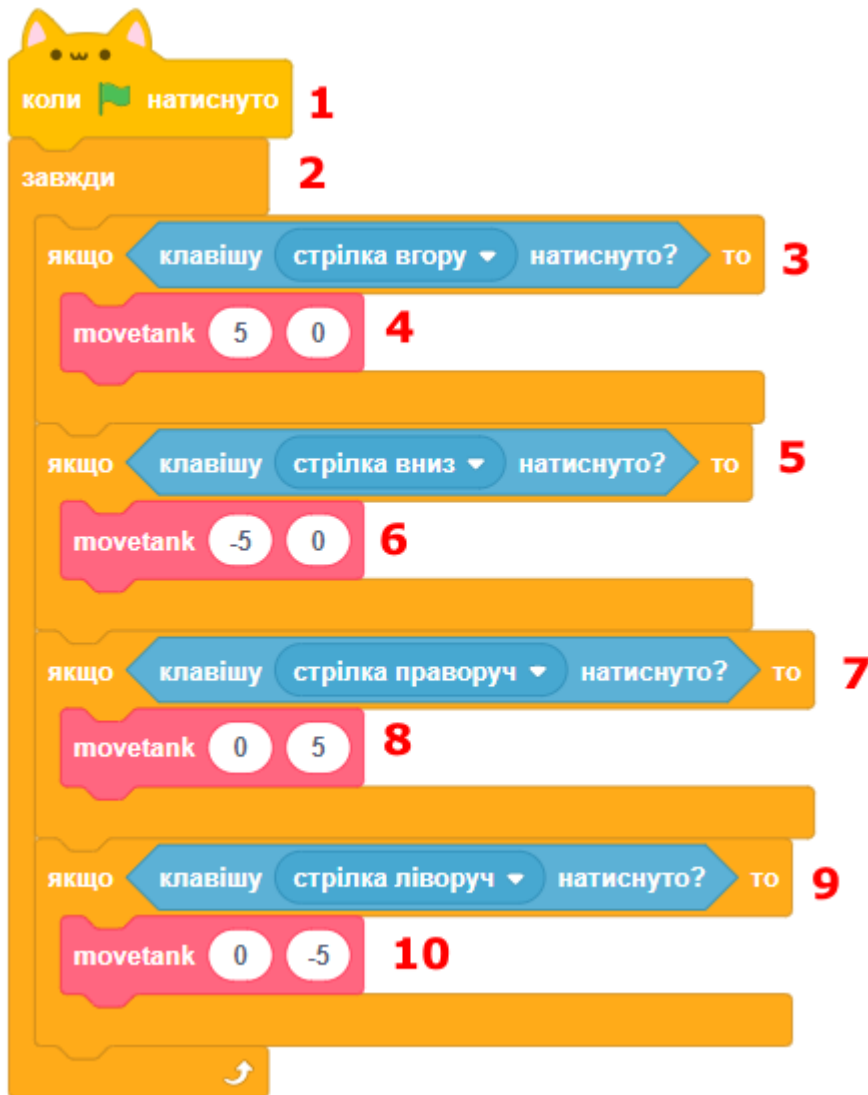 коли натиснуто 1
завжди 2
якщо клавішу стрілка вгору натиснуто? то 3
movetank 5 0 4
якщо клавішу стрілка вниз натиснуто? то 5
movetank -5 0 6
якщо клавішу стрілка праворуч натиснуто? то 7
movetank 0 5 8
якщо клавішу стрілка ліворуч натиснуто? то 9
movetank 0 -5 10